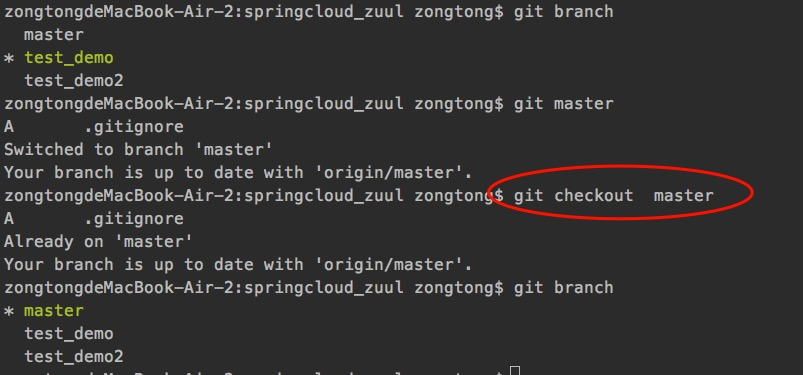 zongtongdeMacBook-Air-2:springcloud_zuul zongtong$ git branch
  master
* test_demo
  test_demo2
zongtongdeMacBook-Air-2:springcloud_zuul zongtong$ git master
A       .gitignore
Switched to branch 'master'
Your branch is up to date with 'origin/master'.
zongtongdeMacBook-Air-2:springcloud_zuul zongtong$ git checkout  master
A       .gitignore
Already on 'master'
Your branch is up to date with 'origin/master'.
zongtongdeMacBook-Air-2:springcloud_zuul zongtong$ git branch
* master
  test_demo
  test_demo2